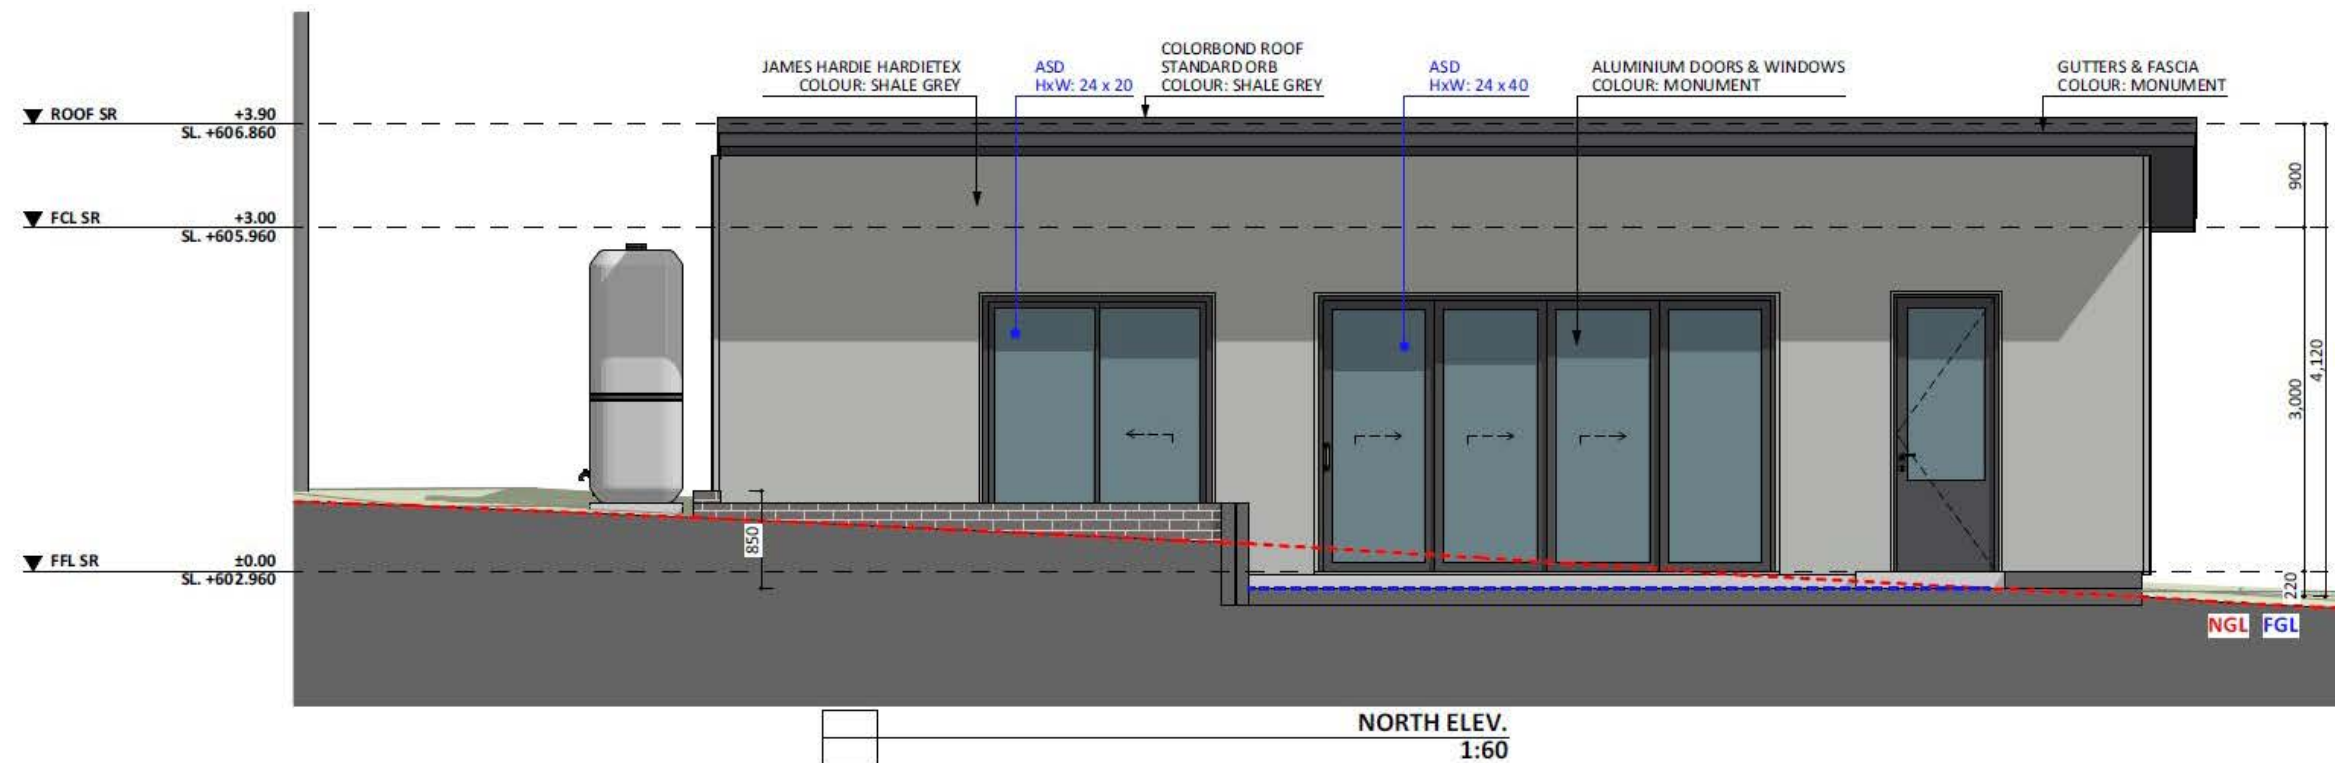 JAMES HARDIE HARDIETEX
COLOUR: SHALE GREY
ASD
HxW: 24 x 20
COLORBOND ROOF
STANDARD ORB
COLOUR: SHALE GREY
ASD
HxW: 24 x 40
ALUMINIUM DOORS & WINDOWS
COLOUR: MONUMENT
GUTTERS & FASCIA
COLOUR: MONUMENT
ROOF SR +3.90
SL. +606.860
FCL SR +3.00
SL. +605.960
FFL SR ±0.00
SL. +602.960
850
900
3,000
4,120
220
NGL FGL
NORTH ELEV.
1:60